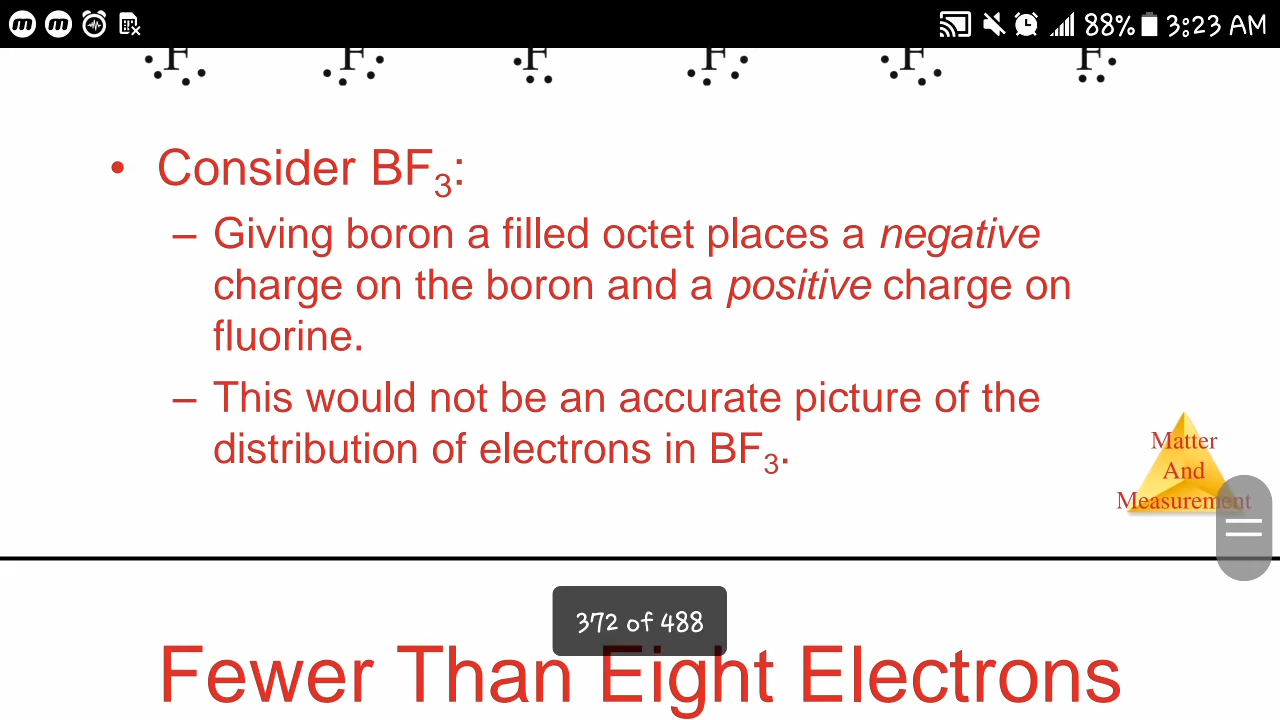 88% 3:23 AM
F F F F F F
• Consider BF₃:
– Giving boron a filled octet places a negative
charge on the boron and a positive charge on
fluorine.
– This would not be an accurate picture of the
distribution of electrons in BF₃.
Matter
And
Measurement
372 of 488
Fewer Than Eight Electrons